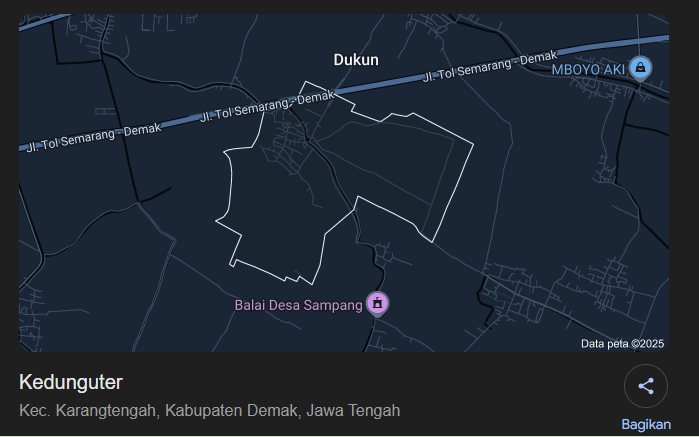 Dukun
MBOYO AKI
Jl. Tol Semarang - Demak
Jl. Tol Semarang - Demak
Jl. Tol Semarang - Demak
Balai Desa Sampang
Data peta ©2025
Kedunguter
Kec. Karangtengah, Kabupaten Demak, Jawa Tengah
Bagikan